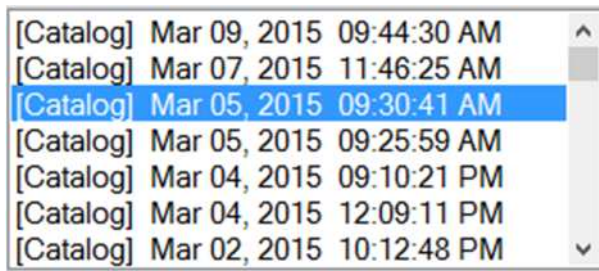 [Catalog] Mar 09, 2015 09:44:30 AM
[Catalog] Mar 07, 2015 11:46:25 AM
[Catalog] Mar 05, 2015 09:30:41 AM
[Catalog] Mar 05, 2015 09:25:59 AM
[Catalog] Mar 04, 2015 09:10:21 PM
[Catalog] Mar 04, 2015 12:09:11 PM
[Catalog] Mar 02, 2015 10:12:48 PM